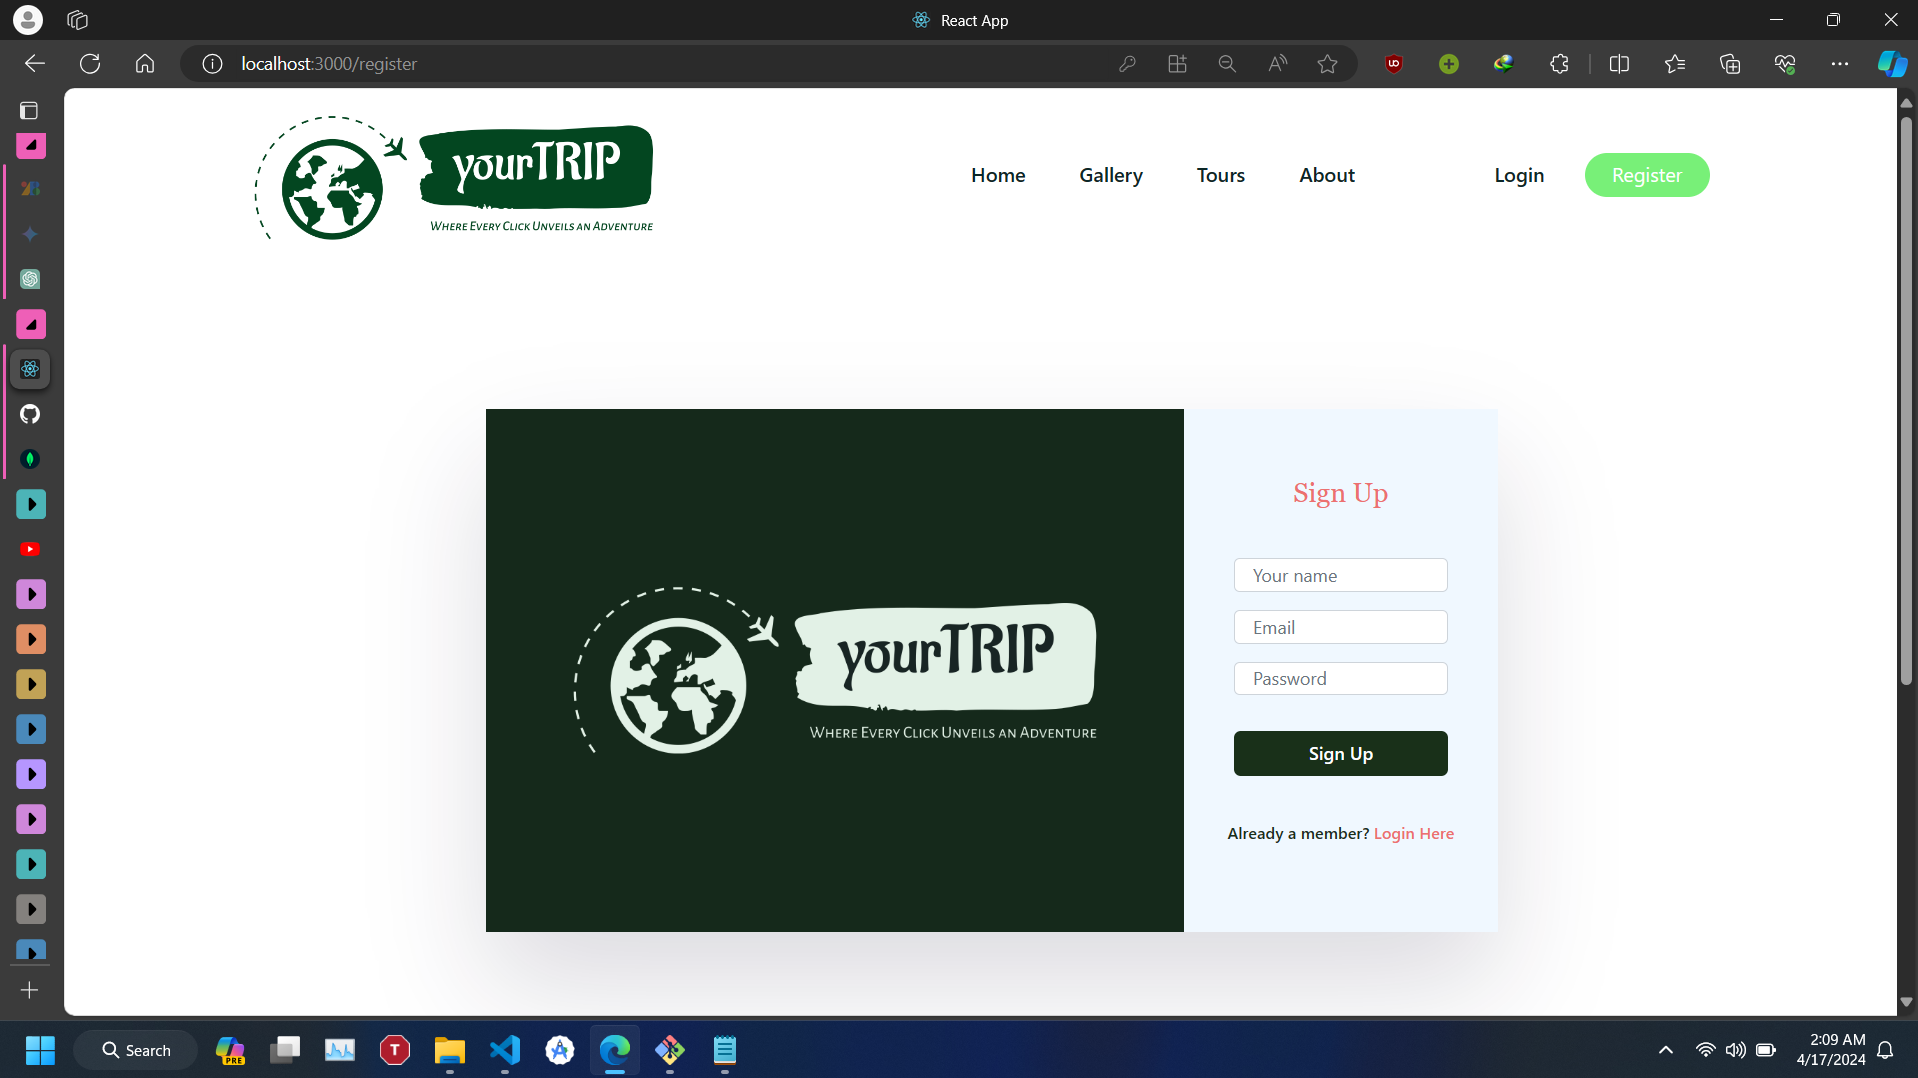 React App
localhost:3000/register
yourTRIP
WHERE EVERY CLICK UNVEILS AN ADVENTURE
Home Gallery Tours About Login Register
Sign Up
Your name
Email
Password
Sign Up
Already a member? Login Here
yourTRIP
WHERE EVERY CLICK UNVEILS AN ADVENTURE
Search
PRE
T
2:09 AM
4/17/2024